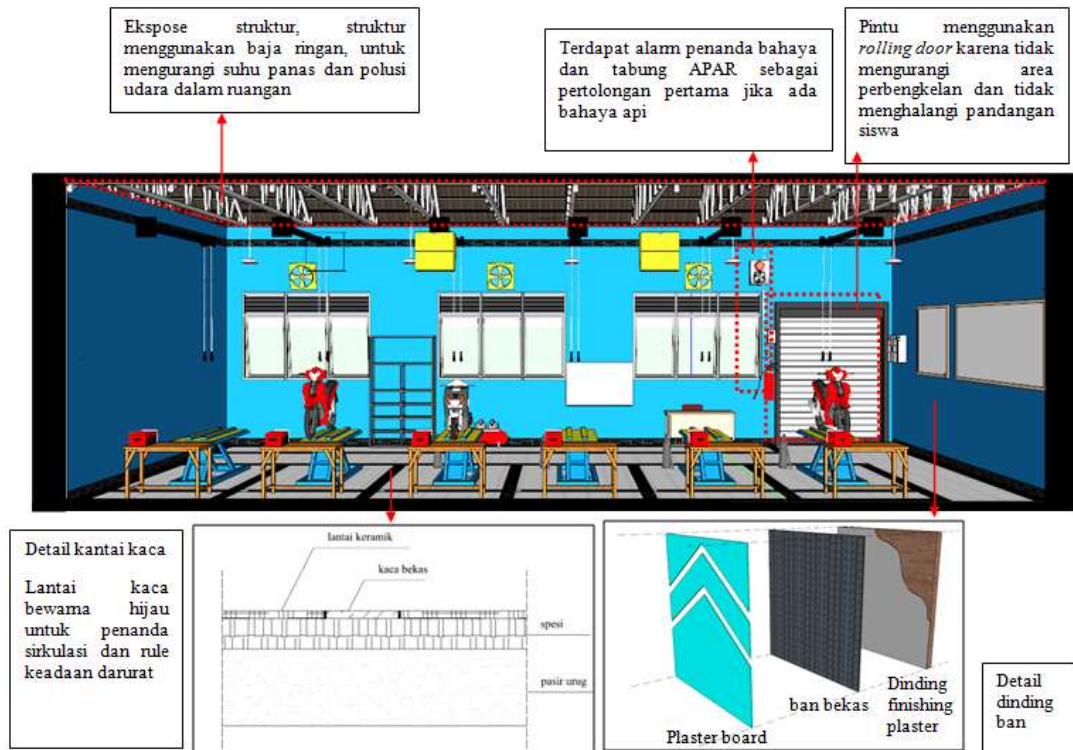 Ekspose struktur, struktur
menggunakan baja ringan, untuk
mengurangi suhu panas dan polusi
udara dalam ruangan
Terdapat alarm penanda bahaya
dan tabung APAR sebagai
pertolongan pertama jika ada
bahaya api
Pintu menggunakan
rolling door karena tidak
mengurangi area
perbengkelan dan tidak
menghalangi pandangan
siswa
Detail kantai kaca
Lantai kaca
bewarna hijau
untuk penanda
sirkulasi dan rule
keadaan darurat
lantai keramik
kaca bekas
spesi
pasir urug
Plaster board
ban bekas
Dinding
finishing
plaster
Detail
dinding
ban